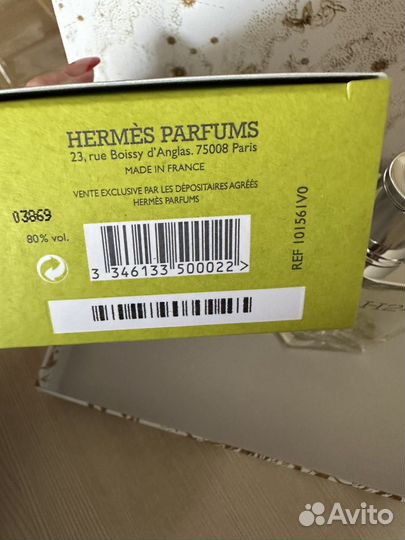 HERMÈS PARFUMS
23, rue Boissy d'Anglas. 75008 Paris
MADE IN FRANCE
VENTE EXCLUSIVE PAR LES DÉPOSITAIRES AGRÉÉS
HERMÈS PARFUMS
03869
80% vol.
3 346133 500022 >
REF 101561V0
H24
Avito